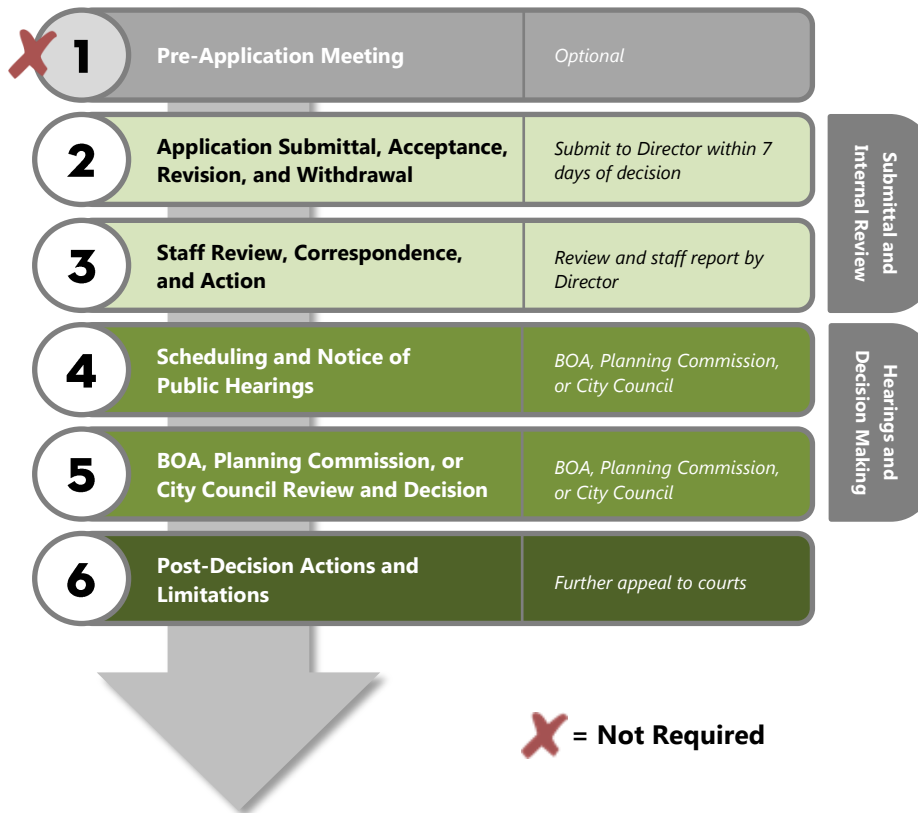 1
Pre-Application Meeting
Optional
2
Application Submittal, Acceptance,
Revision, and Withdrawal
Submit to Director within 7
days of decision
3
Staff Review, Correspondence,
and Action
Review and staff report by
Director
Submittal and
Internal Review
4
Scheduling and Notice of
Public Hearings
BOA, Planning Commission,
or City Council
5
BOA, Planning Commission, or
City Council Review and Decision
BOA, Planning Commission,
or City Council
Hearings and
Decision Making
6
Post-Decision Actions and
Limitations
Further appeal to courts
= Not Required